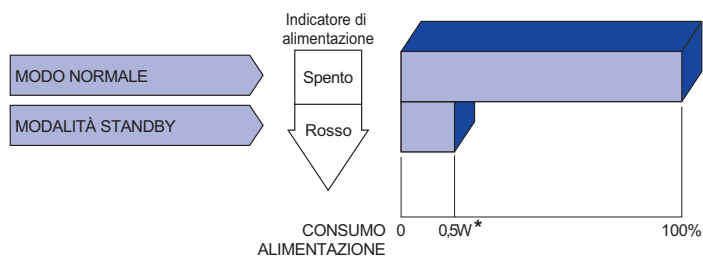 Indicatore di
alimentazione
MODO NORMALE
Spento
MODALITÀ STANDBY
Rosso
CONSUMO
ALIMENTAZIONE
0 0,5W* 100%